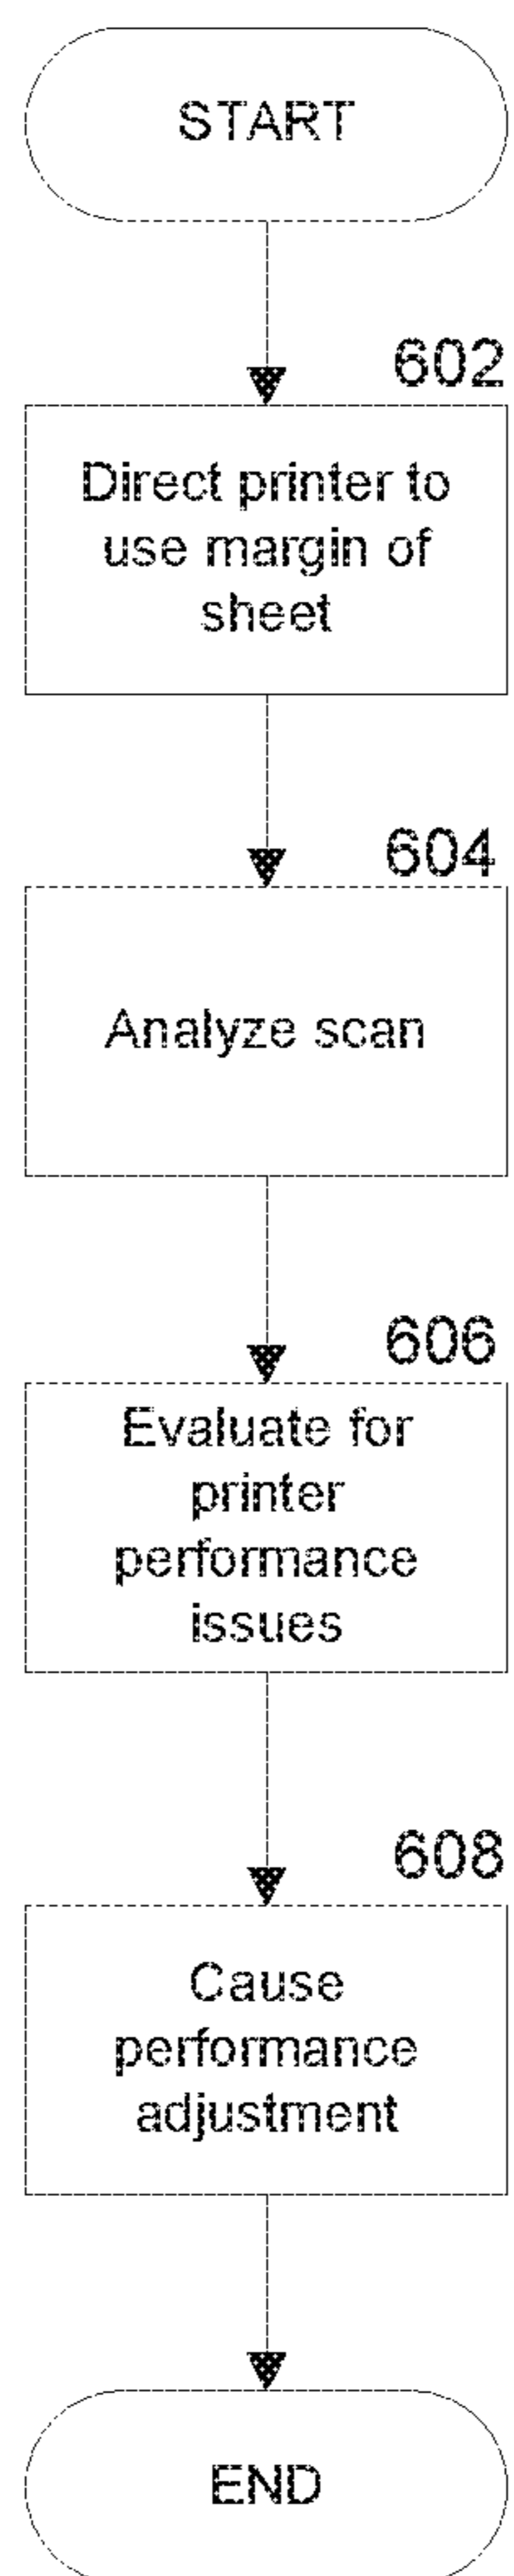 START
602
Direct printer to
use margin of
sheet
604
Analyze scan
606
Evaluate for
printer
performance
issues
608
Cause
performance
adjustment
END